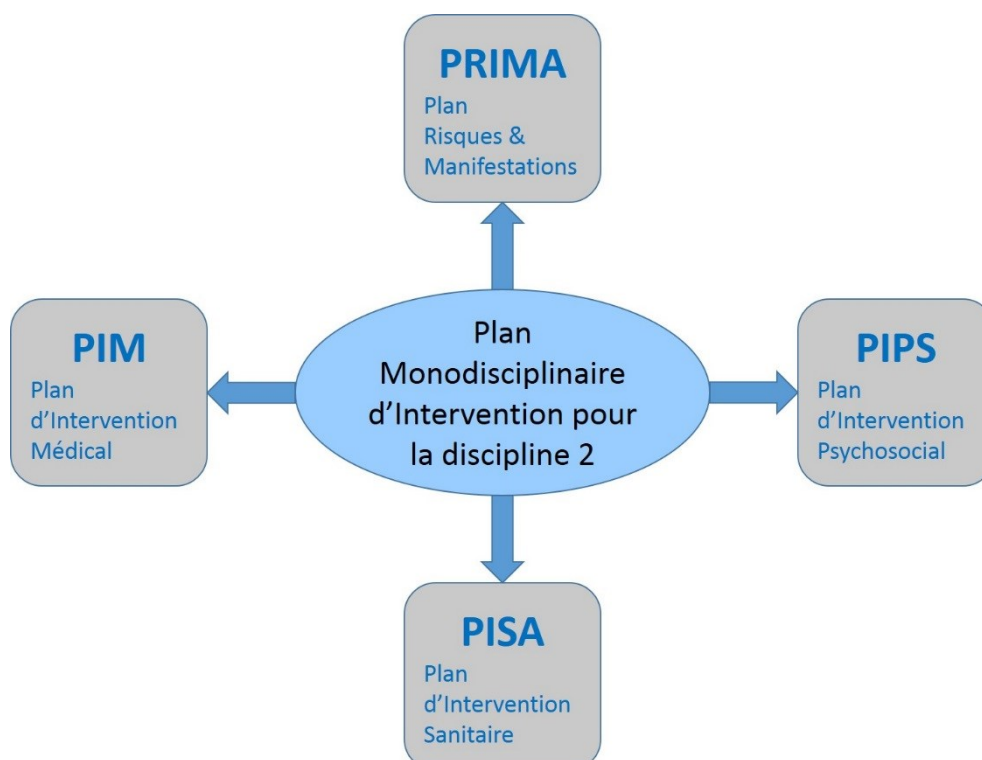 PRIMA
Plan
Risques &
Manifestations
PIM
Plan
d’Intervention
Médical
Plan
Monodisciplinaire
d’Intervention pour
la discipline 2
PIPS
Plan
d’Intervention
Psychosocial
PISA
Plan
d’Intervention
Sanitaire